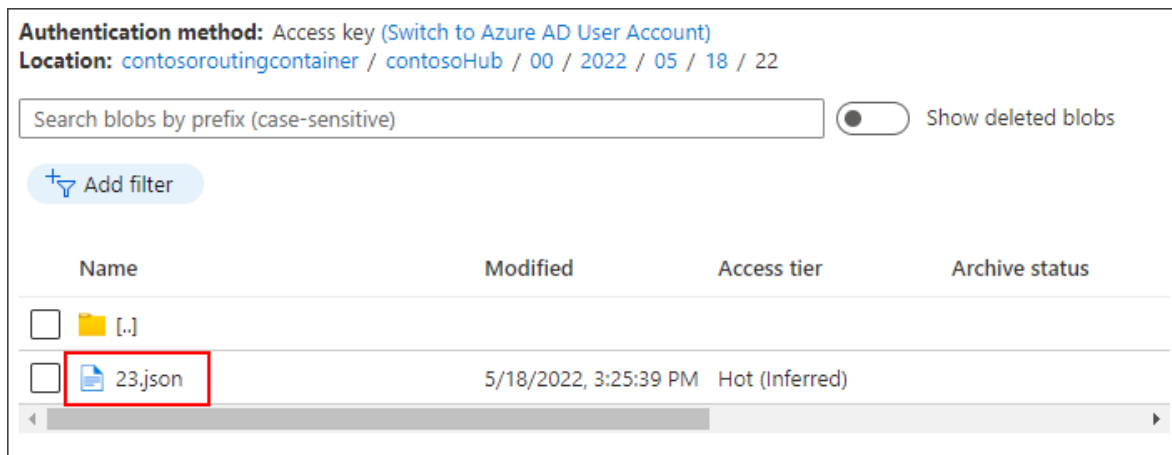 Authentication method: Access key (Switch to Azure AD User Account)
Location: contosoroutingcontainer / contosoHub / 00 / 2022 / 05 / 18 / 22
Search blobs by prefix (case-sensitive)
Show deleted blobs
Add filter
Name Modified Access tier Archive status
[..]
23.json 5/18/2022, 3:25:39 PM Hot (Inferred)